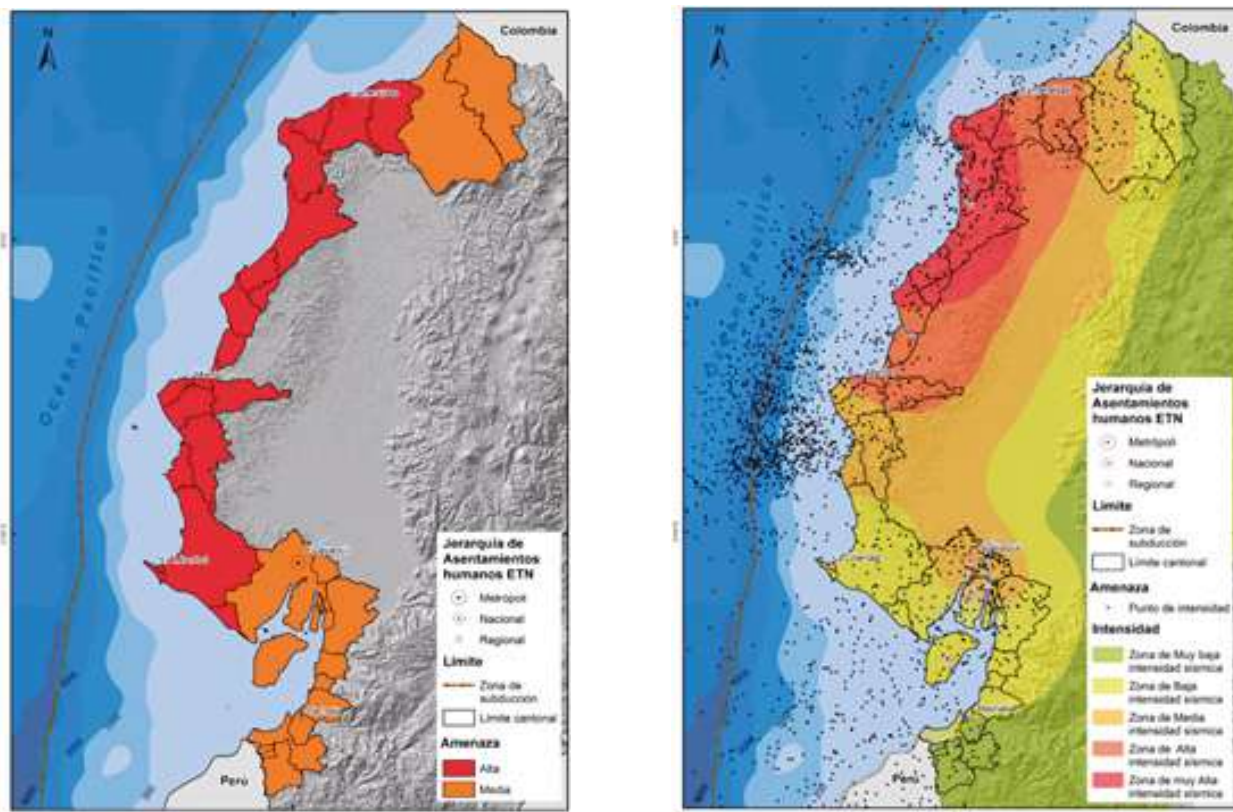 N
Colombia
Océano Pacífico
Perú
Jerarquía de
Asentamientos
humanos ETN
Metrópoli
Nacional
Regional
Límite
Zona de
subducción
Límite cantonal
Amenaza
Alta
Media
N
Colombia
Océano Pacífico
Perú
Jerarquía de
Asentamientos
humanos ETN
Metrópoli
Nacional
Regional
Límite
Zona de
subducción
Límite cantonal
Amenaza
Punto de intensidad
Intensidad
Zona de Muy baja
intensidad sísmica
Zona de Baja
intensidad sísmica
Zona de Media
intensidad sísmica
Zona de Alta
intensidad sísmica
Zona de muy Alta
intensidad sísmica